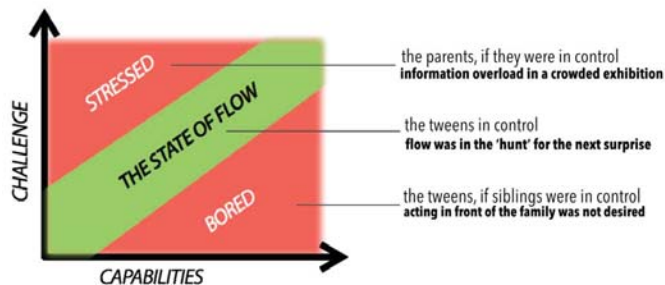 CHALLENGE
STRESSED
THE STATE OF FLOW
BORED
CAPABILITIES
the parents, if they were in control
information overload in a crowded exhibition
the tweens in control
flow was in the 'hunt' for the next surprise
the tweens, if siblings were in control
acting in front of the family was not desired